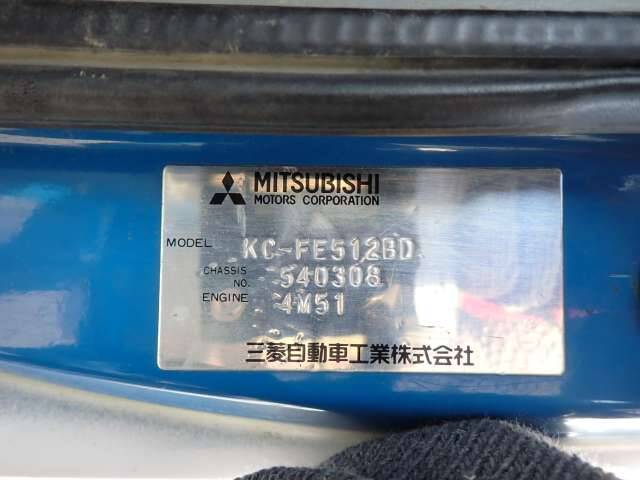 MITSUBISHI
MOTORS CORPORATION
MODEL KC-FE512BD
CHASSIS NO. 540308
ENGINE 4M51
三菱自動車工業株式会社